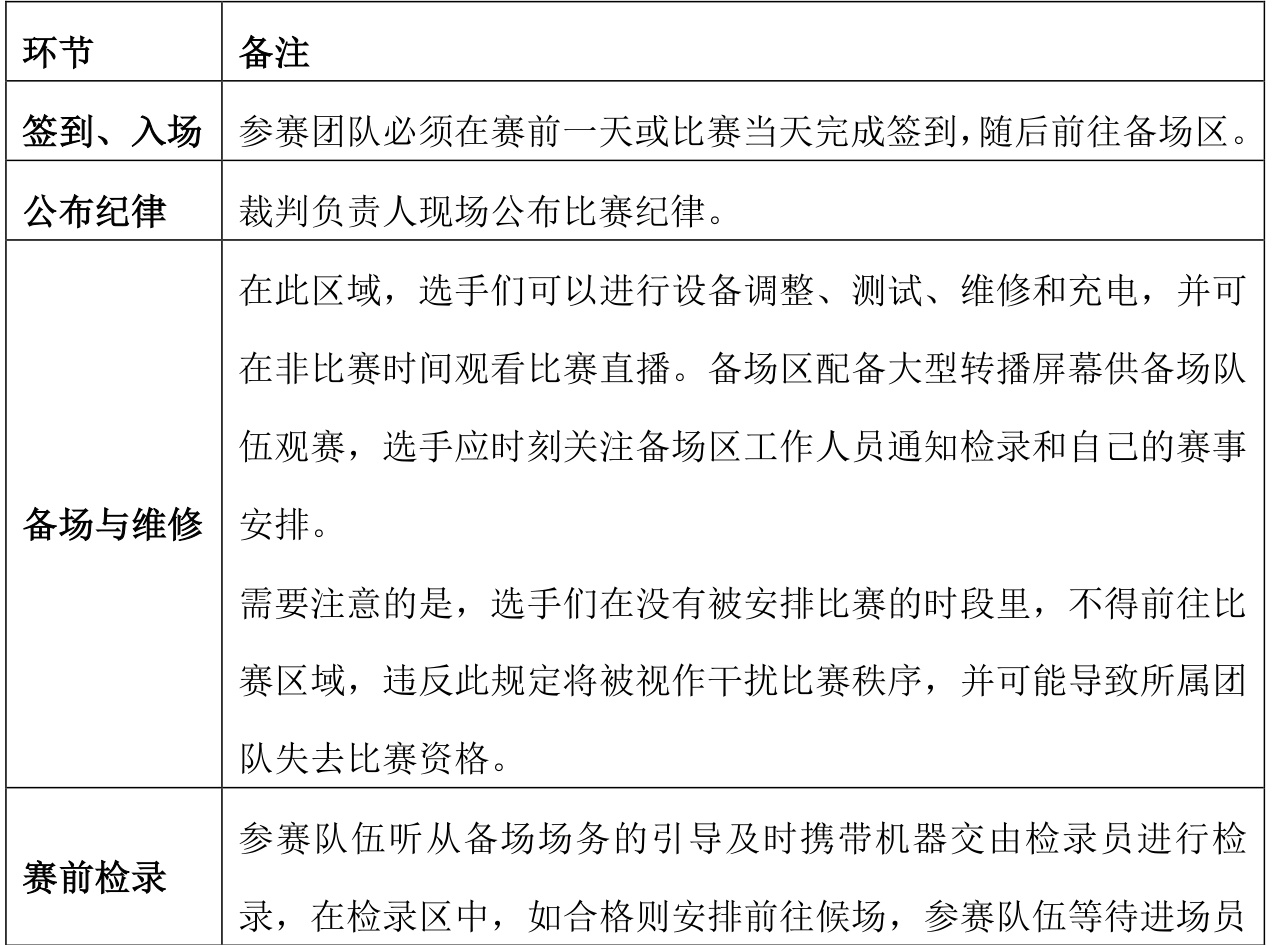 环节 备注
签到、入场 参赛团队必须在赛前一天或比赛当天完成签到，随后前往备场区。
公布纪律 裁判负责人现场公布比赛纪律。
在此区域，选手们可以进行设备调整、测试、维修和充电，并可
在非比赛时间观看比赛直播。备场区配备大型转播屏幕供备场队
伍观赛，选手应时刻关注备场区工作人员通知检录和自己的赛事
备场与维修 安排。
需要注意的是，选手们在没有被安排比赛的时段里，不得前往比
赛区域，违反此规定将被视作干扰比赛秩序，并可能导致所属团
队失去比赛资格。
参赛队伍听从备场场务的引导及时携带机器交由检录员进行检
赛前检录
录，在检录区中，如合格则安排前往候场，参赛队伍等待进场员